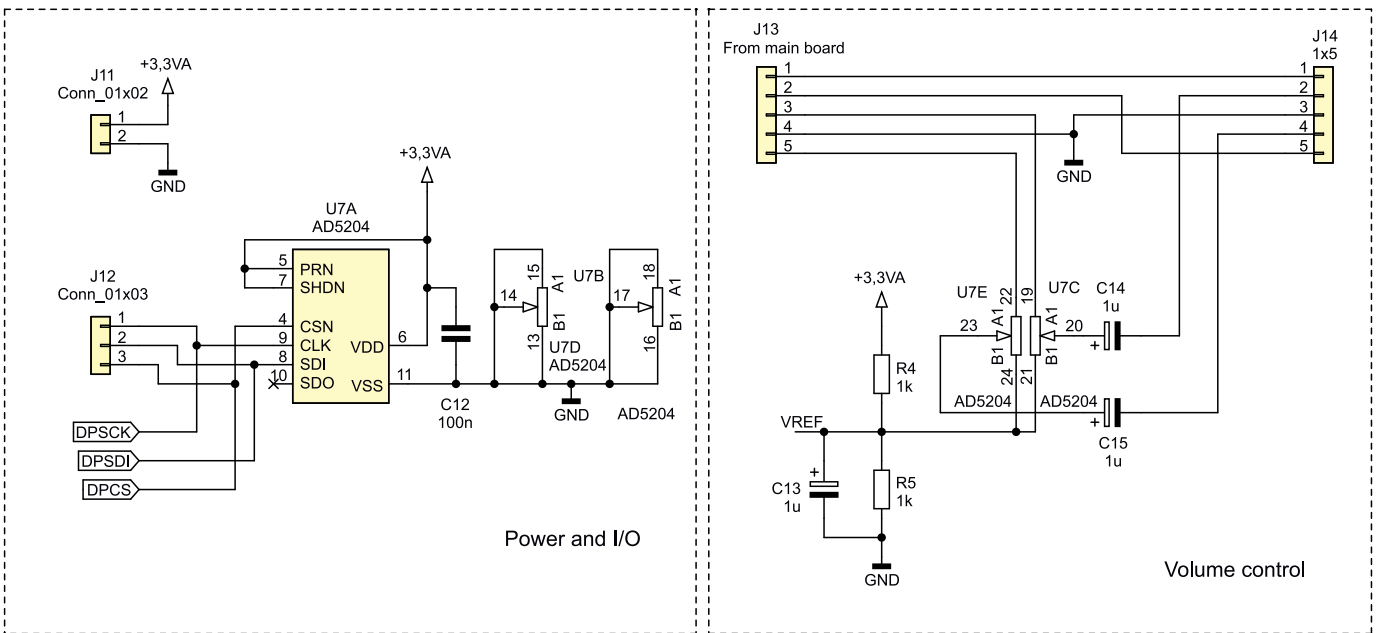 J11
Conn_01x02
+3,3VA
1
2
GND
+3,3VA
U7A
AD5204
5
PRN
7
SHDN
J12
Conn_01x03
1
2
3
4
CSN
9
CLK
8
SDI
10
SDO
VDD
6
VSS
11
C12
100n
14
15
A1
B1
13
U7D
AD5204
U7B
17
18
A1
B1
16
GND
AD5204
DPSCK
DPSDI
DPCS
Power and I/O
J13
From main board
1
2
3
4
5
J14
1x5
1
2
3
4
5
GND
+3,3VA
U7E
22
19
U7C
C14
1u
23
A1
A1
20
+
B1
B1
24
21
AD5204
AD5204
+
C15
1u
R4
1k
VREF
+
C13
1u
R5
1k
GND
Volume control